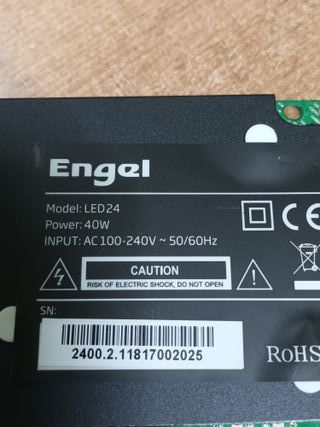 Engel
Model: LED24
Power: 40W
INPUT: AC 100-240V ~ 50/60Hz
CE
CAUTION
RISK OF ELECTRIC SHOCK, DO NOT OPEN
SN:
2400.2.11817002025
RoHS